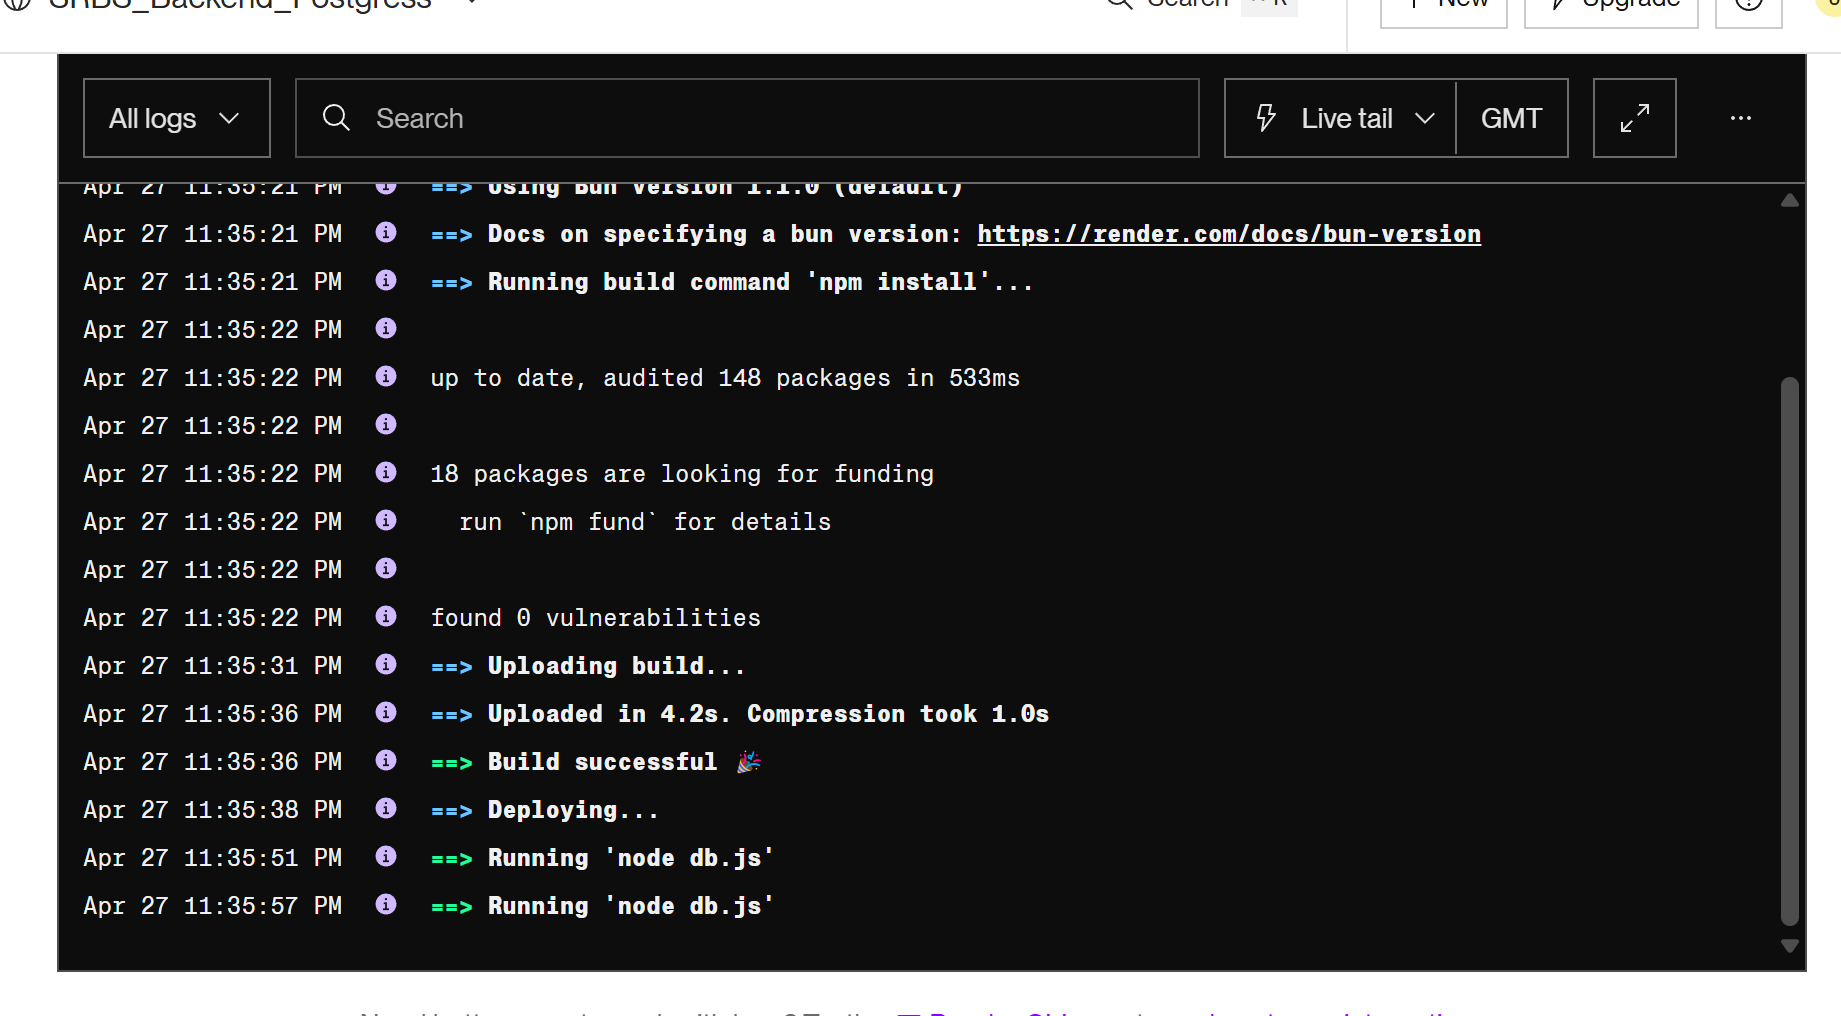 SRBS_Backend_Postgress
Search
K
New
Upgrade
All logs
Search
Live tail
GMT
Apr 27 11:35:21 PM ==> Using Bun version 1.1.0 (default)
Apr 27 11:35:21 PM ==> Docs on specifying a bun version: https://render.com/docs/bun-version
Apr 27 11:35:21 PM ==> Running build command 'npm install'...
Apr 27 11:35:22 PM
Apr 27 11:35:22 PM up to date, audited 148 packages in 533ms
Apr 27 11:35:22 PM
Apr 27 11:35:22 PM 18 packages are looking for funding
Apr 27 11:35:22 PM run `npm fund` for details
Apr 27 11:35:22 PM
Apr 27 11:35:22 PM found 0 vulnerabilities
Apr 27 11:35:31 PM ==> Uploading build...
Apr 27 11:35:36 PM ==> Uploaded in 4.2s. Compression took 1.0s
Apr 27 11:35:36 PM ==> Build successful 🎉
Apr 27 11:35:38 PM ==> Deploying...
Apr 27 11:35:51 PM ==> Running 'node db.js'
Apr 27 11:35:57 PM ==> Running 'node db.js'